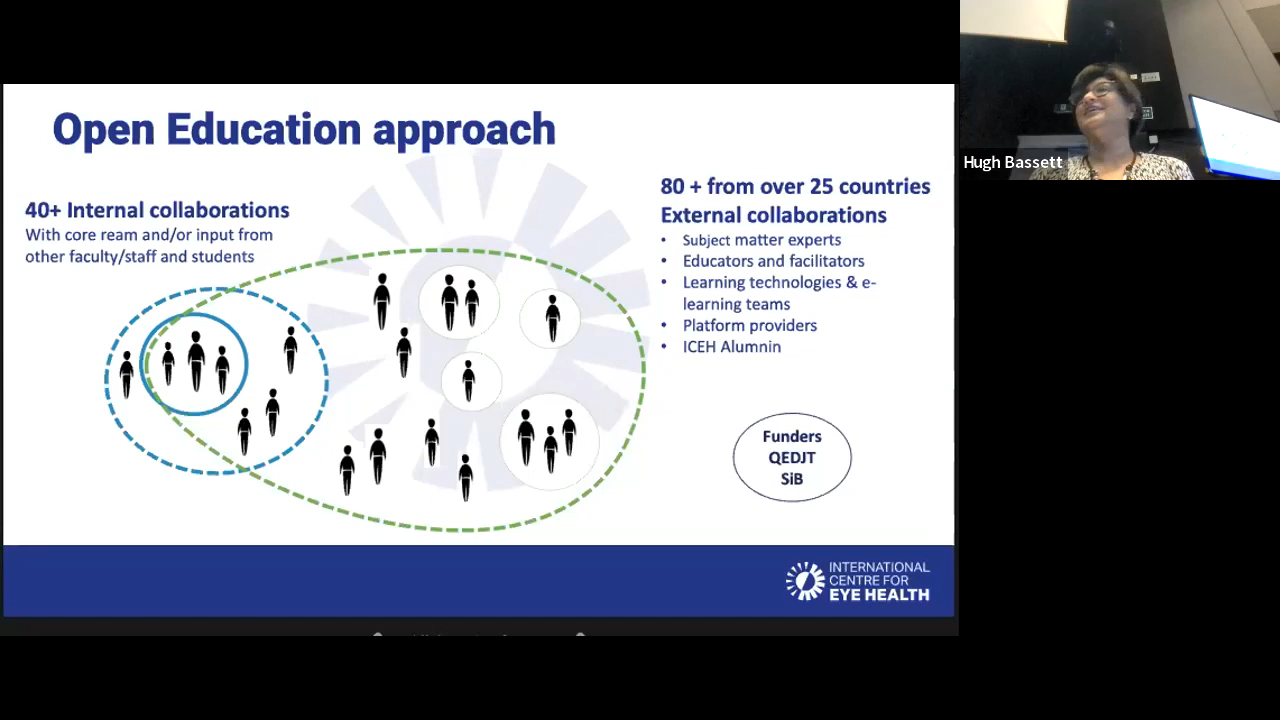 Open Education approach
40+ Internal collaborations
With core ream and/or input from
other faculty/staff and students
80 + from over 25 countries
External collaborations
• Subject matter experts
• Educators and facilitators
• Learning technologies & e-
learning teams
• Platform providers
• ICEH Alumnin
Funders
QEDJT
SiB
INTERNATIONAL
CENTRE FOR
EYE HEALTH
Hugh Bassett